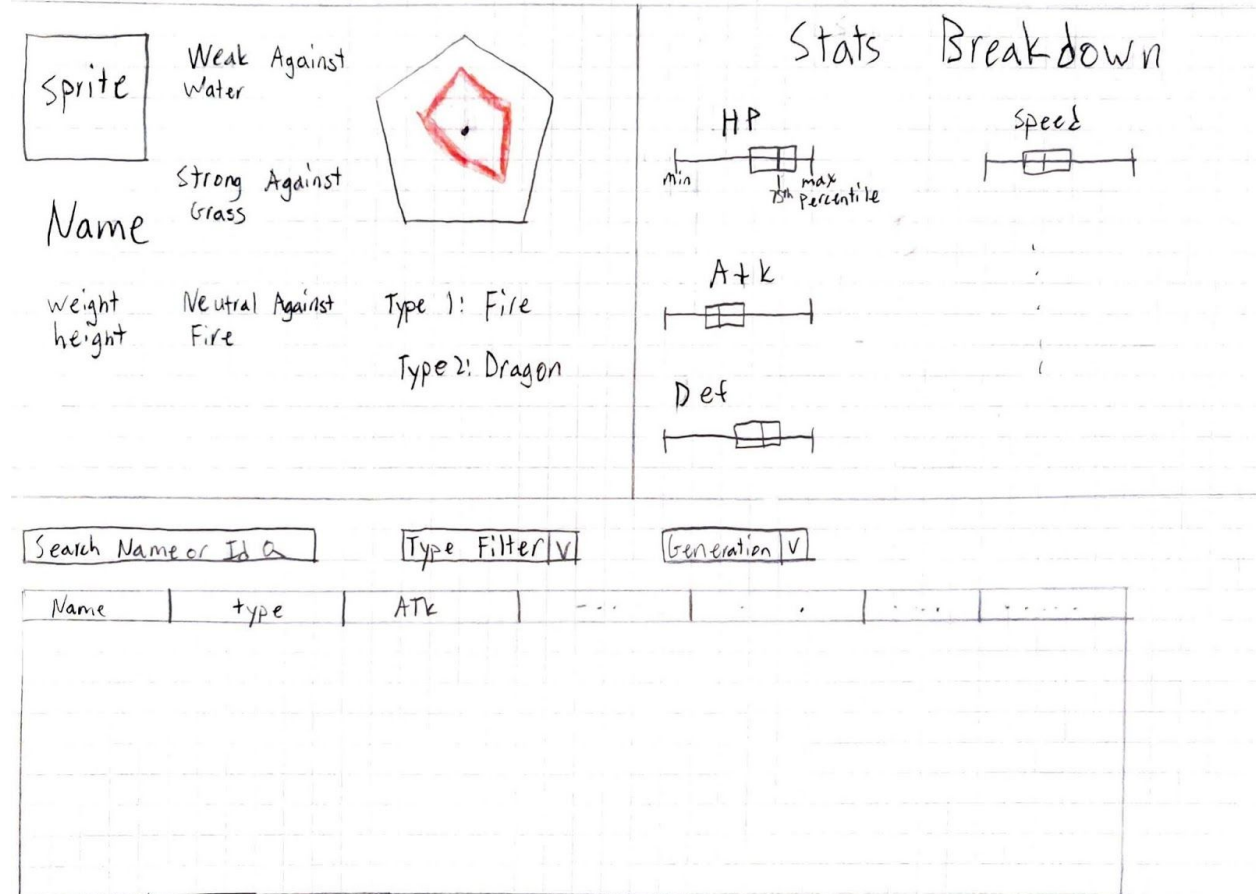 sprite
Name
weight
height
Weak Against
Water
Strong Against
Grass
Neutral Against
Fire
Type 1: Fire
Type 2: Dragon
Stats Breakdown
HP
min
75th percentile
max
Atk
Def
Speed
Search Name or Id
Type Filter V
Generation V
Name type ATK